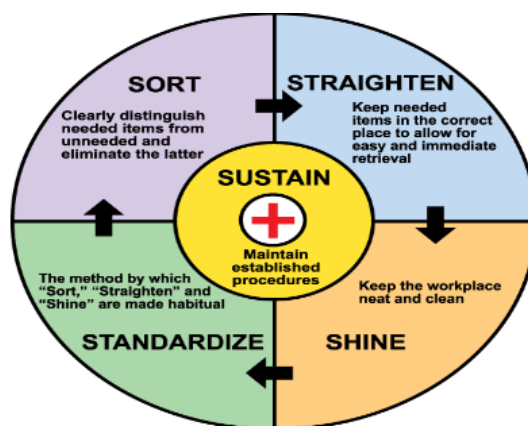 SORT
Clearly distinguish
needed items from
unneeded and
eliminate the latter
STRAIGHTEN
Keep needed
items in the correct
place to allow for
easy and immediate
retrieval
SUSTAIN
Maintain
established
procedures
The method by which
“Sort,” “Straighten” and
“Shine” are made habitual
STANDARDIZE
Keep the workplace
neat and clean
SHINE